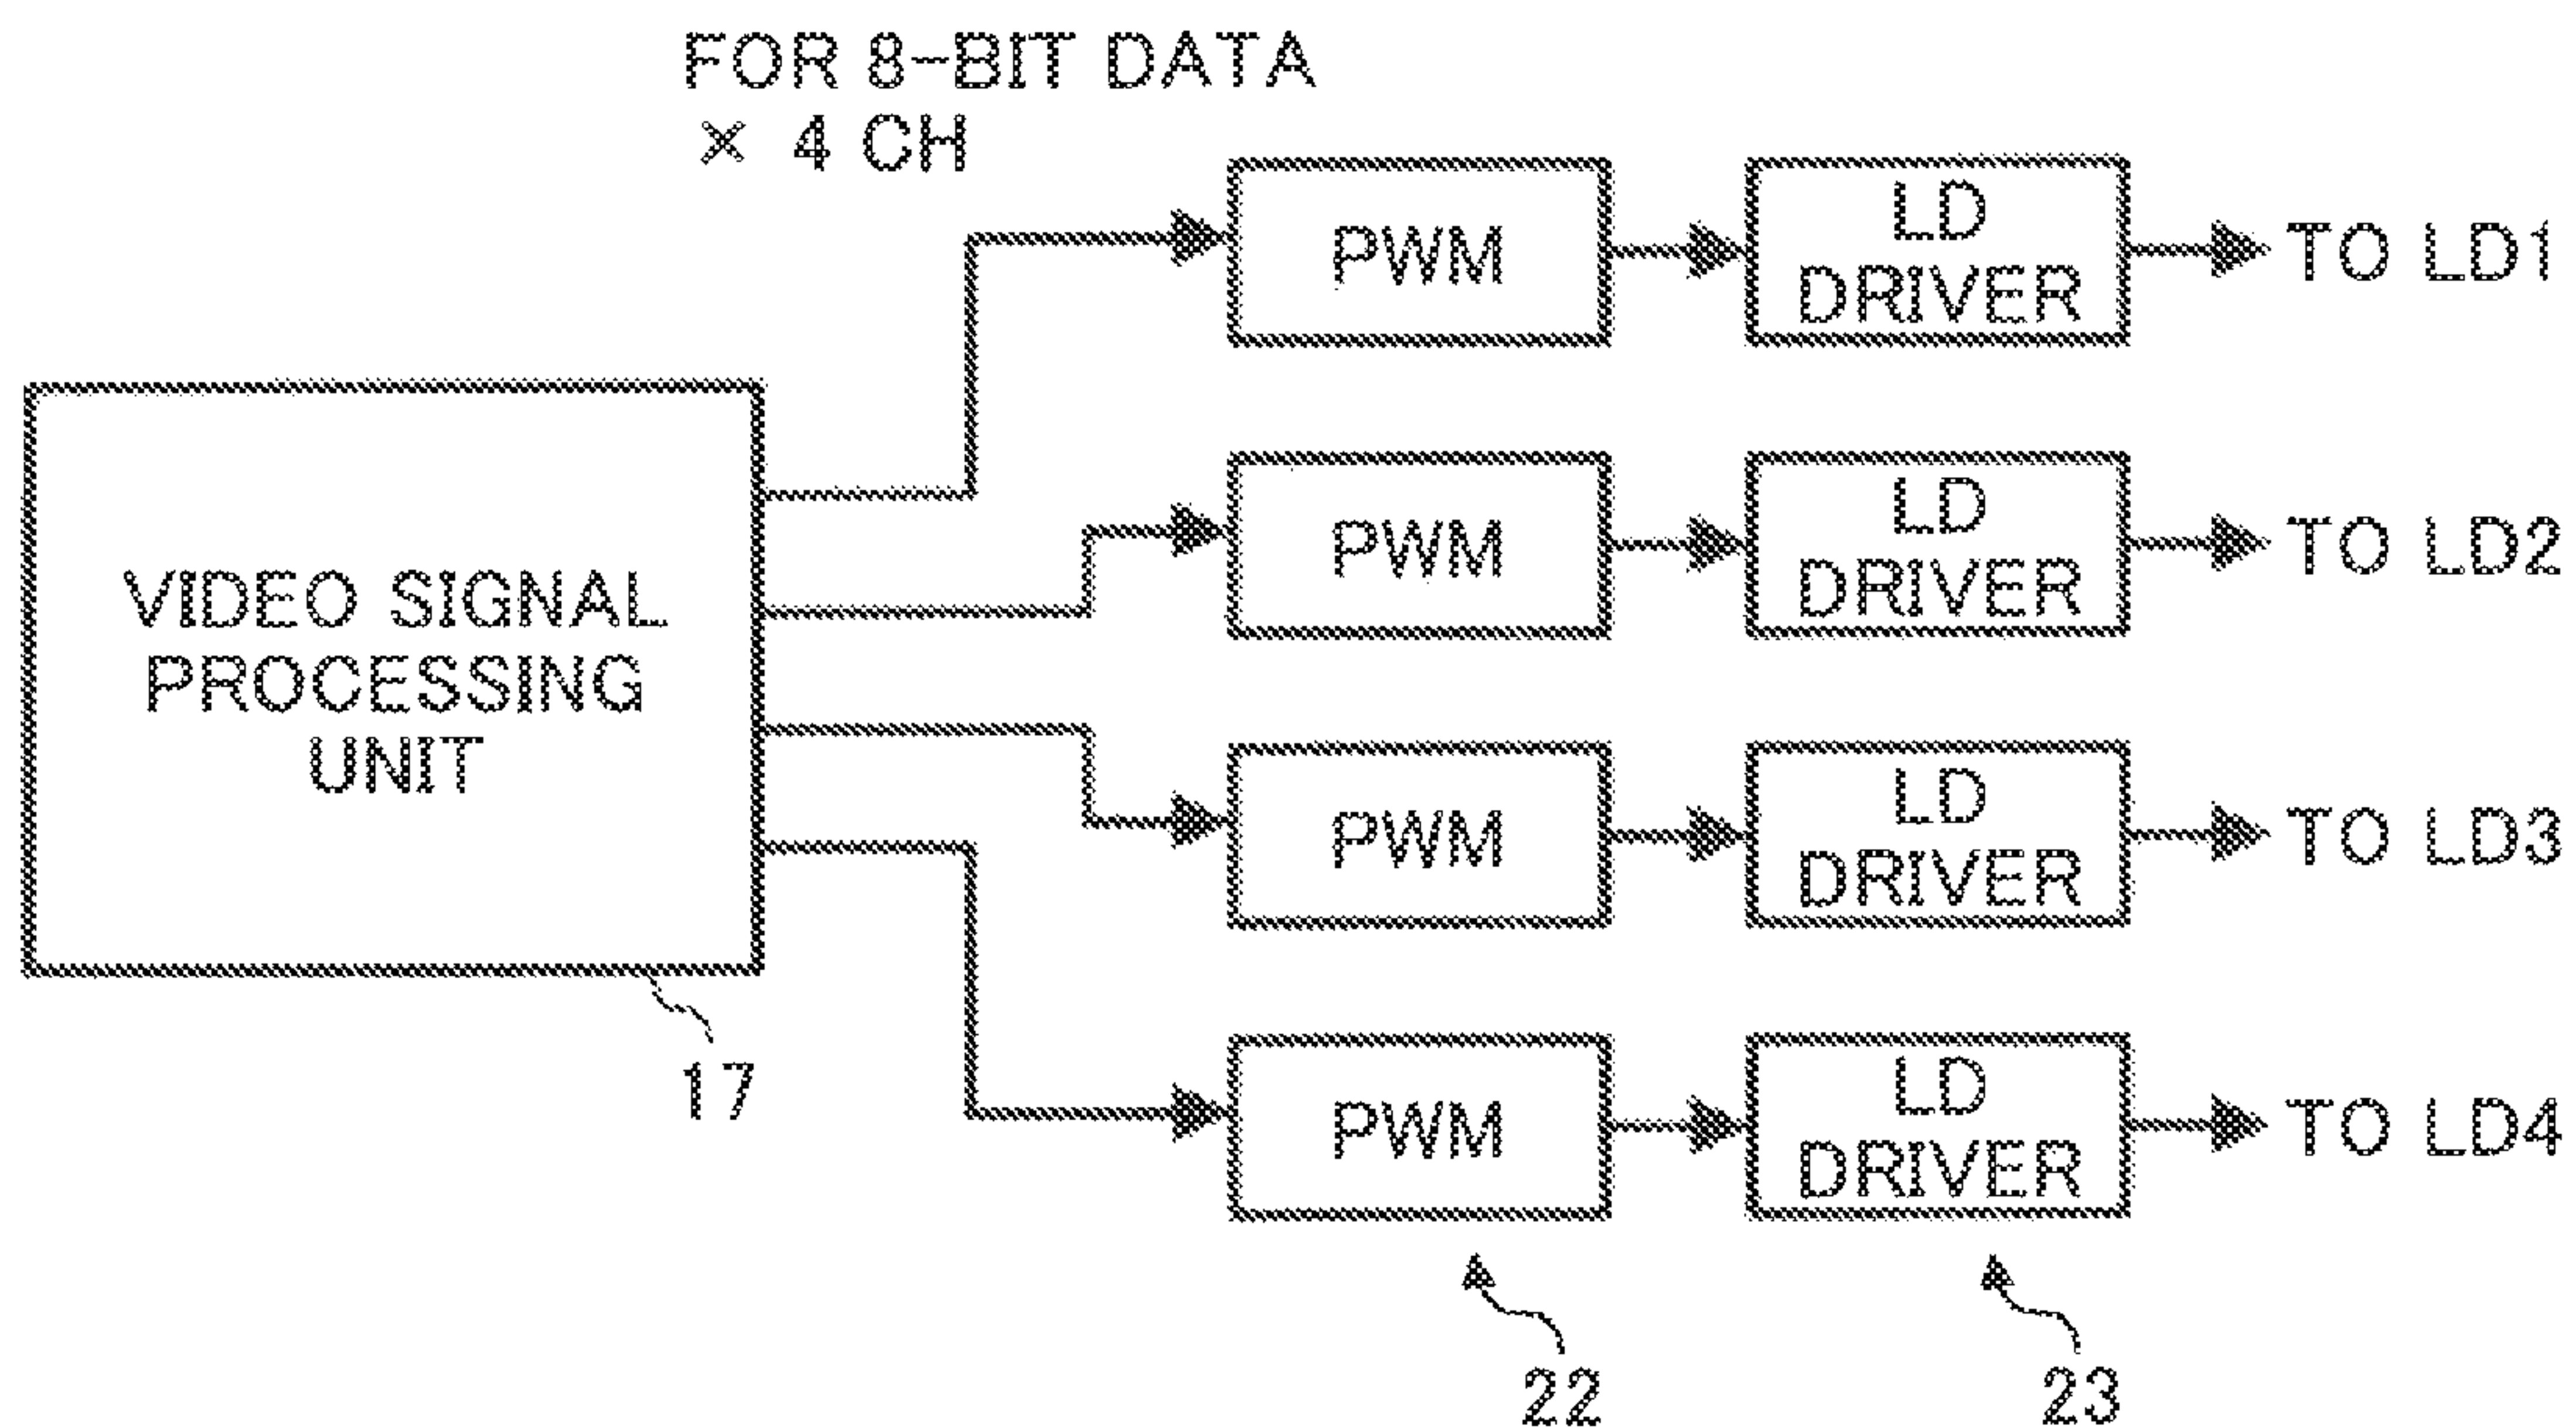 FOR 8-BIT DATA
× 4 CH
PWM
LD
DRIVER
TO LD1
PWM
LD
DRIVER
TO LD2
VIDEO SIGNAL
PROCESSING
UNIT
17
PWM
LD
DRIVER
TO LD3
PWM
LD
DRIVER
TO LD4
22
23